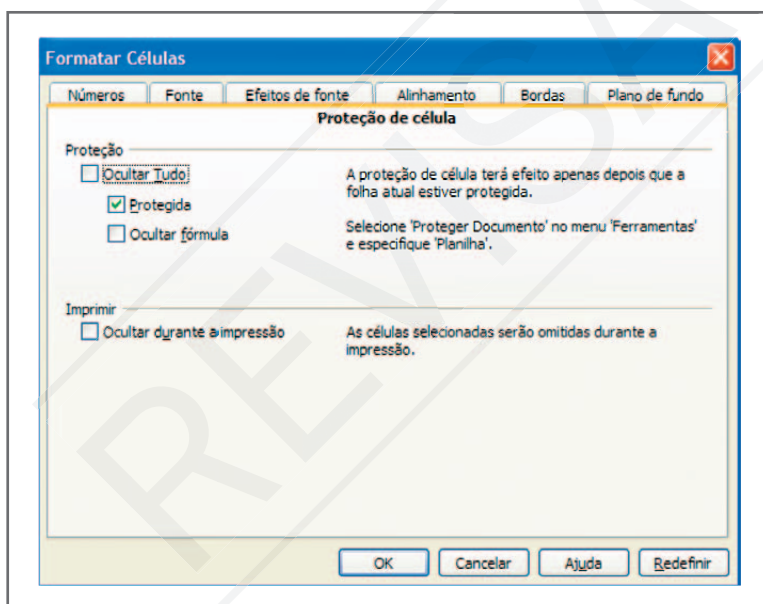 Formatar Células
Números Fonte Efeitos de fonte Alinhamento Bordas Plano de fundo
Proteção de célula
Proteção
Ocultar Tudo
A proteção de célula terá efeito apenas depois que a
folha atual estiver protegida.
Protegida
Ocultar fórmula
Selecione 'Proteger Documento' no menu 'Ferramentas'
e especifique 'Planilha'.
Imprimir
Ocultar durante a impressão
As células selecionadas serão omitidas durante a
impressão.
OK Cancelar Ajuda Redefinir
REVISA